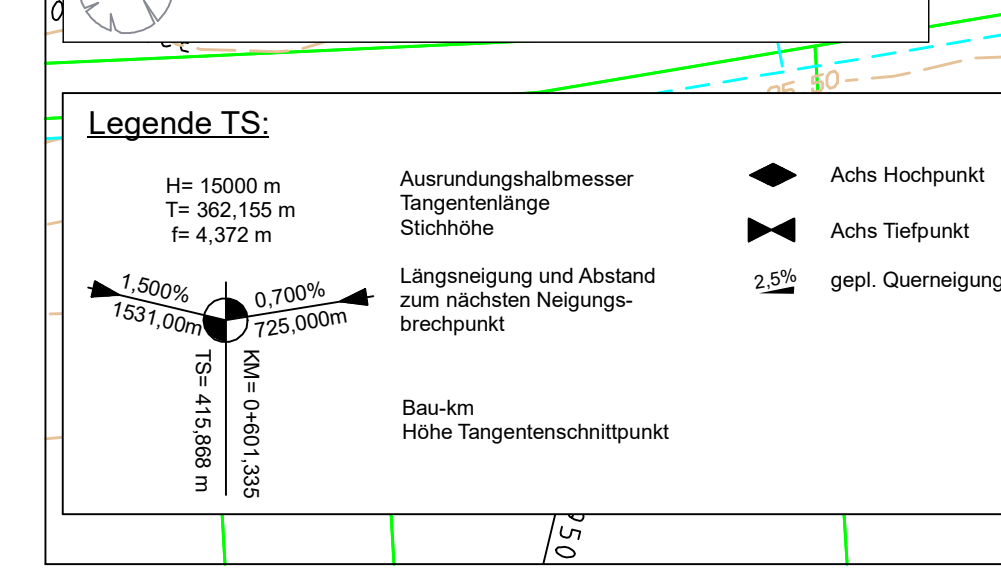 50
Legende TS:
H= 15000 m
T= 362,155 m
f= 4,372 m
Ausrundungshalbmesser
Tangentenlänge
Stichhöhe
1,500%
1531,00m
0,700%
725,000m
Längsneigung und Abstand
zum nächsten Neigungs-
brechpunkt
TS= 415,868 m
KM= 0+601,335
Bau-km
Höhe Tangentenschnittpunkt
Achs Hochpunkt
Achs Tiefpunkt
2,5%
gepl. Querneigung
950